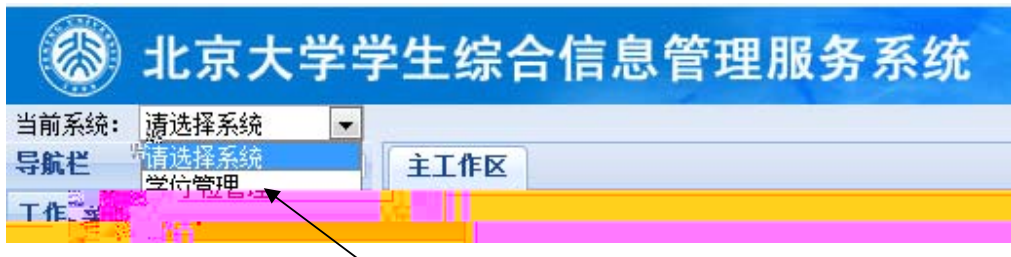 北京大学学生综合信息管理服务系统
当前系统： 请选择系统
导航栏 请选择系统 主工作区
学位管理
工作